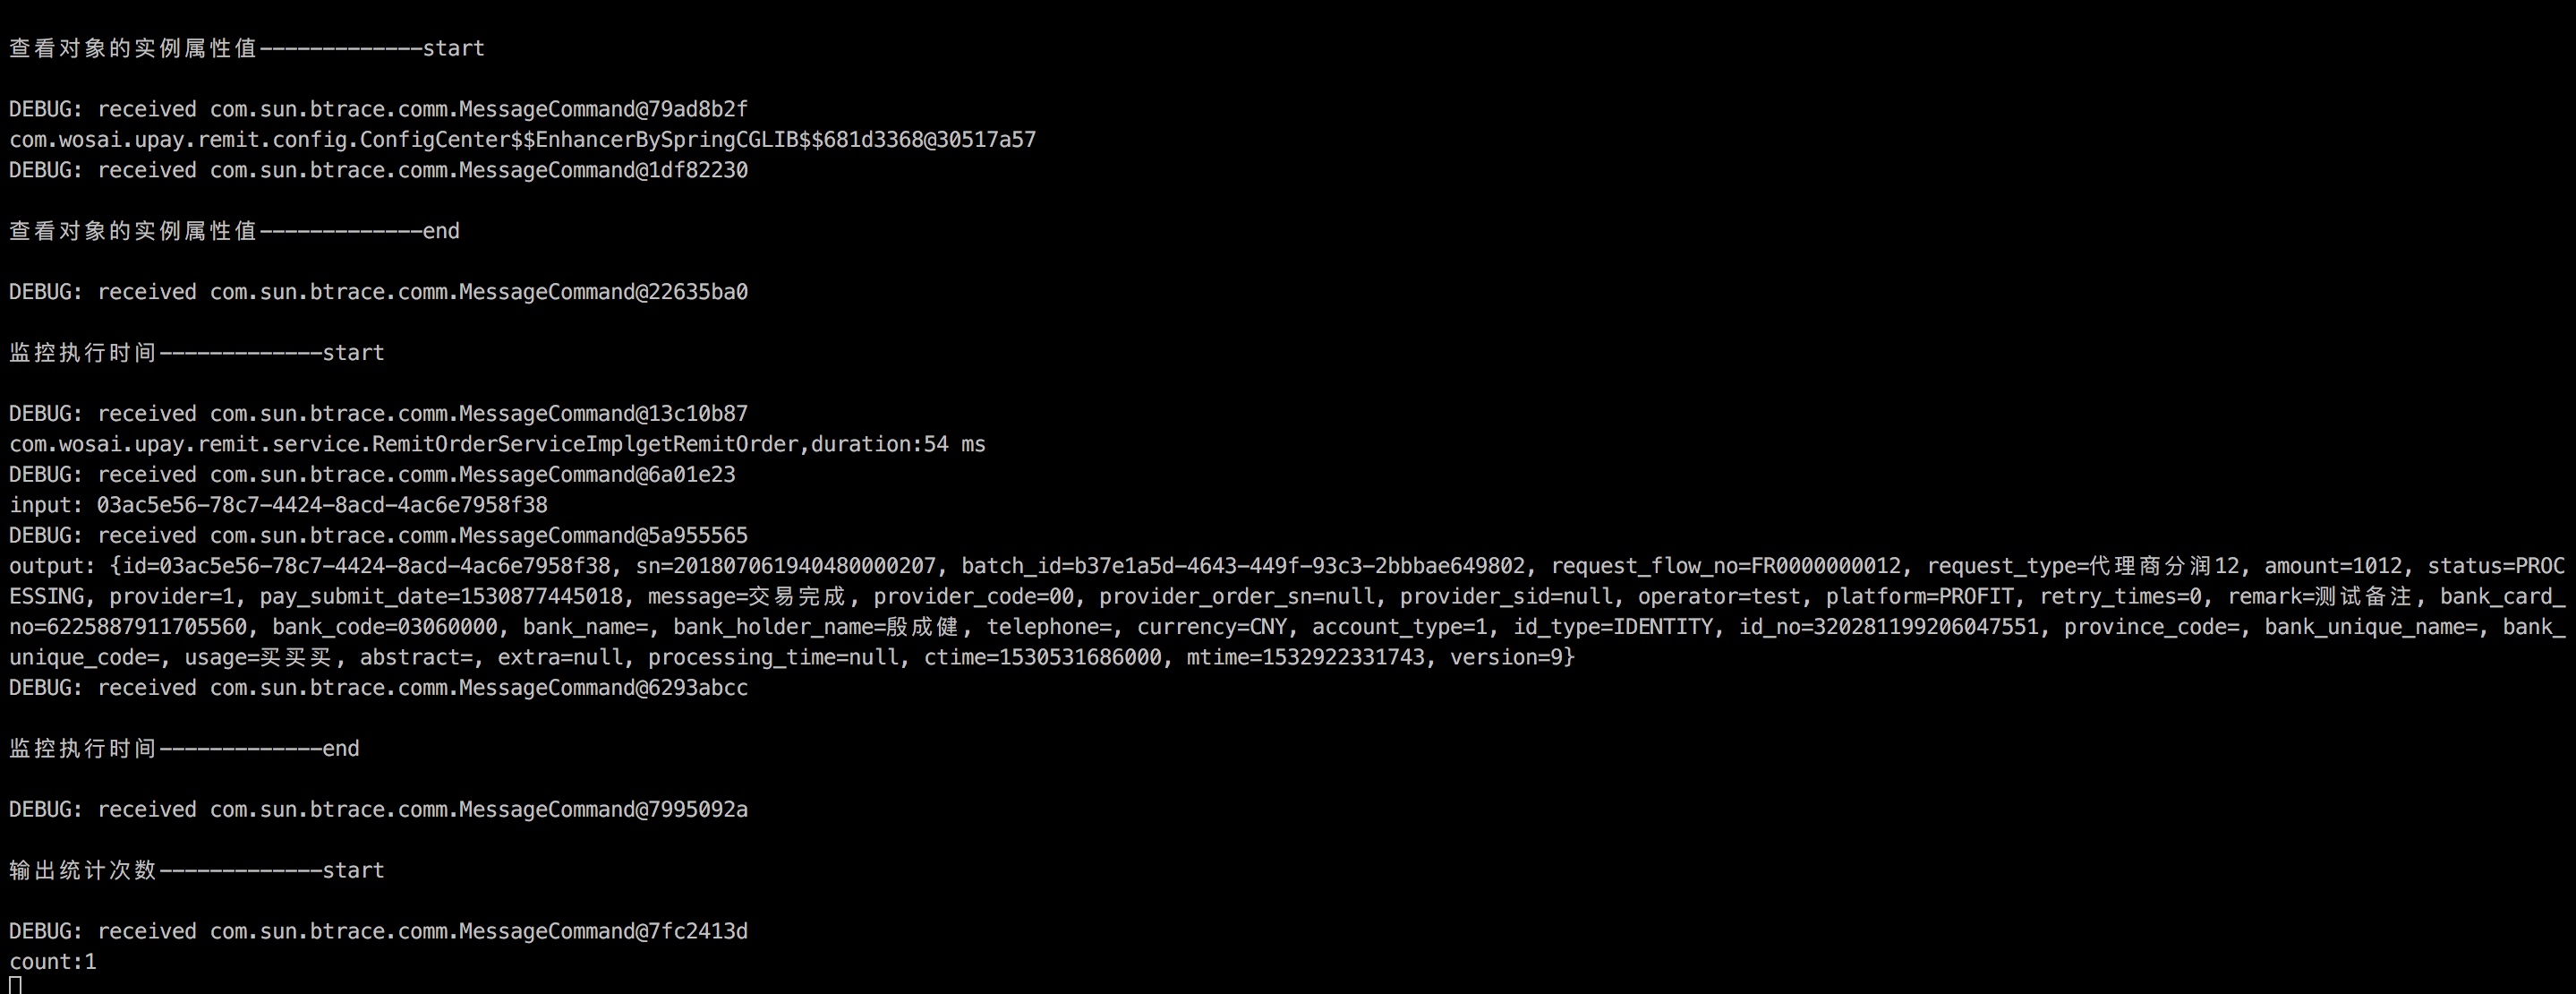 查看对象的实例属性值-------------start
DEBUG: received com.sun.btrace.comm.MessageCommand@79ad8b2f
com.wosai.upay.remit.config.ConfigCenter$$EnhancerBySpringCGLIB$$681d3368@30517a57
DEBUG: received com.sun.btrace.comm.MessageCommand@1df82230
查看对象的实例属性值-------------end
DEBUG: received com.sun.btrace.comm.MessageCommand@22635ba0
监控执行时间-------------start
DEBUG: received com.sun.btrace.comm.MessageCommand@13c10b87
com.wosai.upay.remit.service.RemitOrderServiceImplgetRemitOrder,duration:54 ms
DEBUG: received com.sun.btrace.comm.MessageCommand@6a01e23
input: 03ac5e56-78c7-4424-8acd-4ac6e7958f38
DEBUG: received com.sun.btrace.comm.MessageCommand@5a955565
output: {id=03ac5e56-78c7-4424-8acd-4ac6e7958f38, sn=201807061940480000207, batch_id=b37e1a5d-4643-449f-93c3-2bbbae649802, request_flow_no=FR0000000012, request_type=代理商分润12, amount=1012, status=PROC
ESSING, provider=1, pay_submit_date=1530877445018, message=交易完成, provider_code=00, provider_order_sn=null, provider_sid=null, operator=test, platform=PROFIT, retry_times=0, remark=测试备注, bank_card_
no=6225887911705560, bank_code=03060000, bank_name=, bank_holder_name=殷成健, telephone=, currency=CNY, account_type=1, id_type=IDENTITY, id_no=320281199206047551, province_code=, bank_unique_name=, bank_
unique_code=, usage=买买买, abstract=, extra=null, processing_time=null, ctime=1530531686000, mtime=1532922331743, version=9}
DEBUG: received com.sun.btrace.comm.MessageCommand@6293abcc
监控执行时间-------------end
DEBUG: received com.sun.btrace.comm.MessageCommand@7995092a
输出统计次数-------------start
DEBUG: received com.sun.btrace.comm.MessageCommand@7fc2413d
count:1